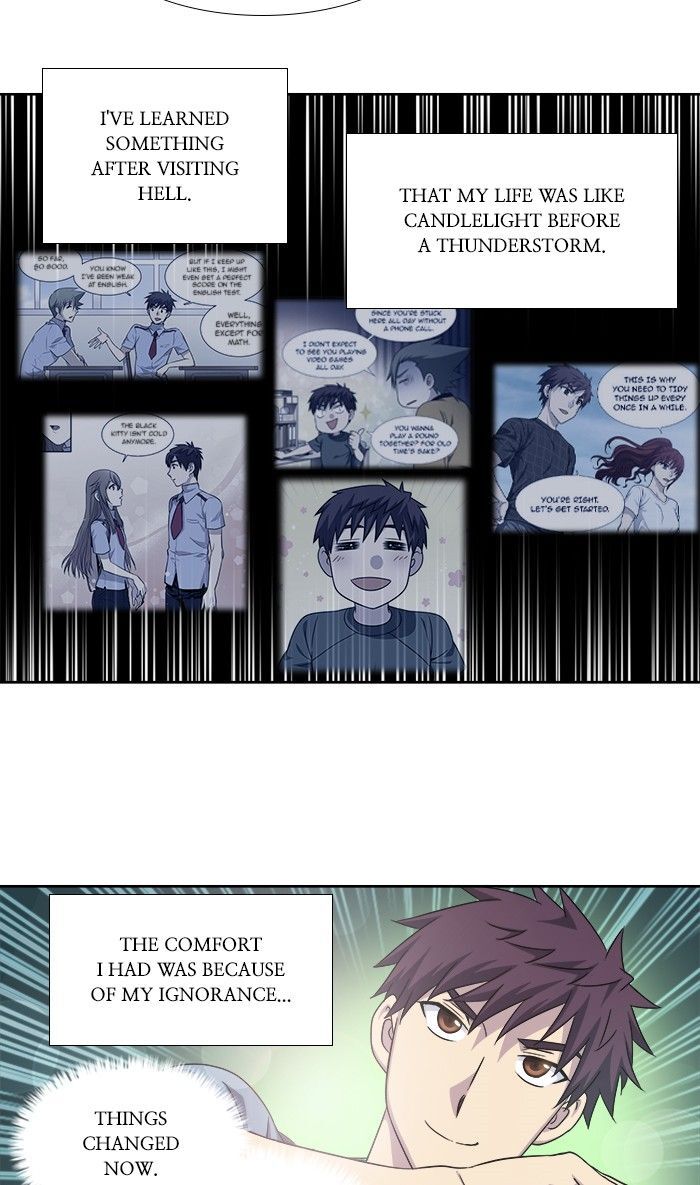 I'VE LEARNED
SOMETHING
AFTER VISITING
HELL.
THAT MY LIFE WAS LIKE
CANDLELIGHT BEFORE
A THUNDERSTORM.
SO FAR,
SO GOOD.
YOU KNOW
I'VE BEEN WEAK
AT ENGLISH.
BUT IF I KEEP UP
LIKE THIS, I MIGHT
EVEN GET A PERFECT
SCORE ON THE
ENGLISH TEST.
WELL,
EVERYTHING
EXCEPT FOR
MATH.
SINCE YOU'RE STUCK
HERE ALL DAY WITHOUT
A PHONE CALL.
I DIDN'T EXPECT
TO SEE YOU PLAYING
VIDEO GAMES
ALL DAY.
YOU WANNA
PLAY A ROUND
TOGETHER? FOR OLD
TIME'S SAKE?
THIS IS WHY
YOU NEED TO TIDY
THINGS UP EVERY
ONCE IN A WHILE.
YOU'RE RIGHT.
LET'S GET STARTED.
THE BLACK
KITTY ISN'T COLD
ANYMORE.
THE COMFORT
I HAD WAS BECAUSE
OF MY IGNORANCE...
THINGS
CHANGED
NOW.